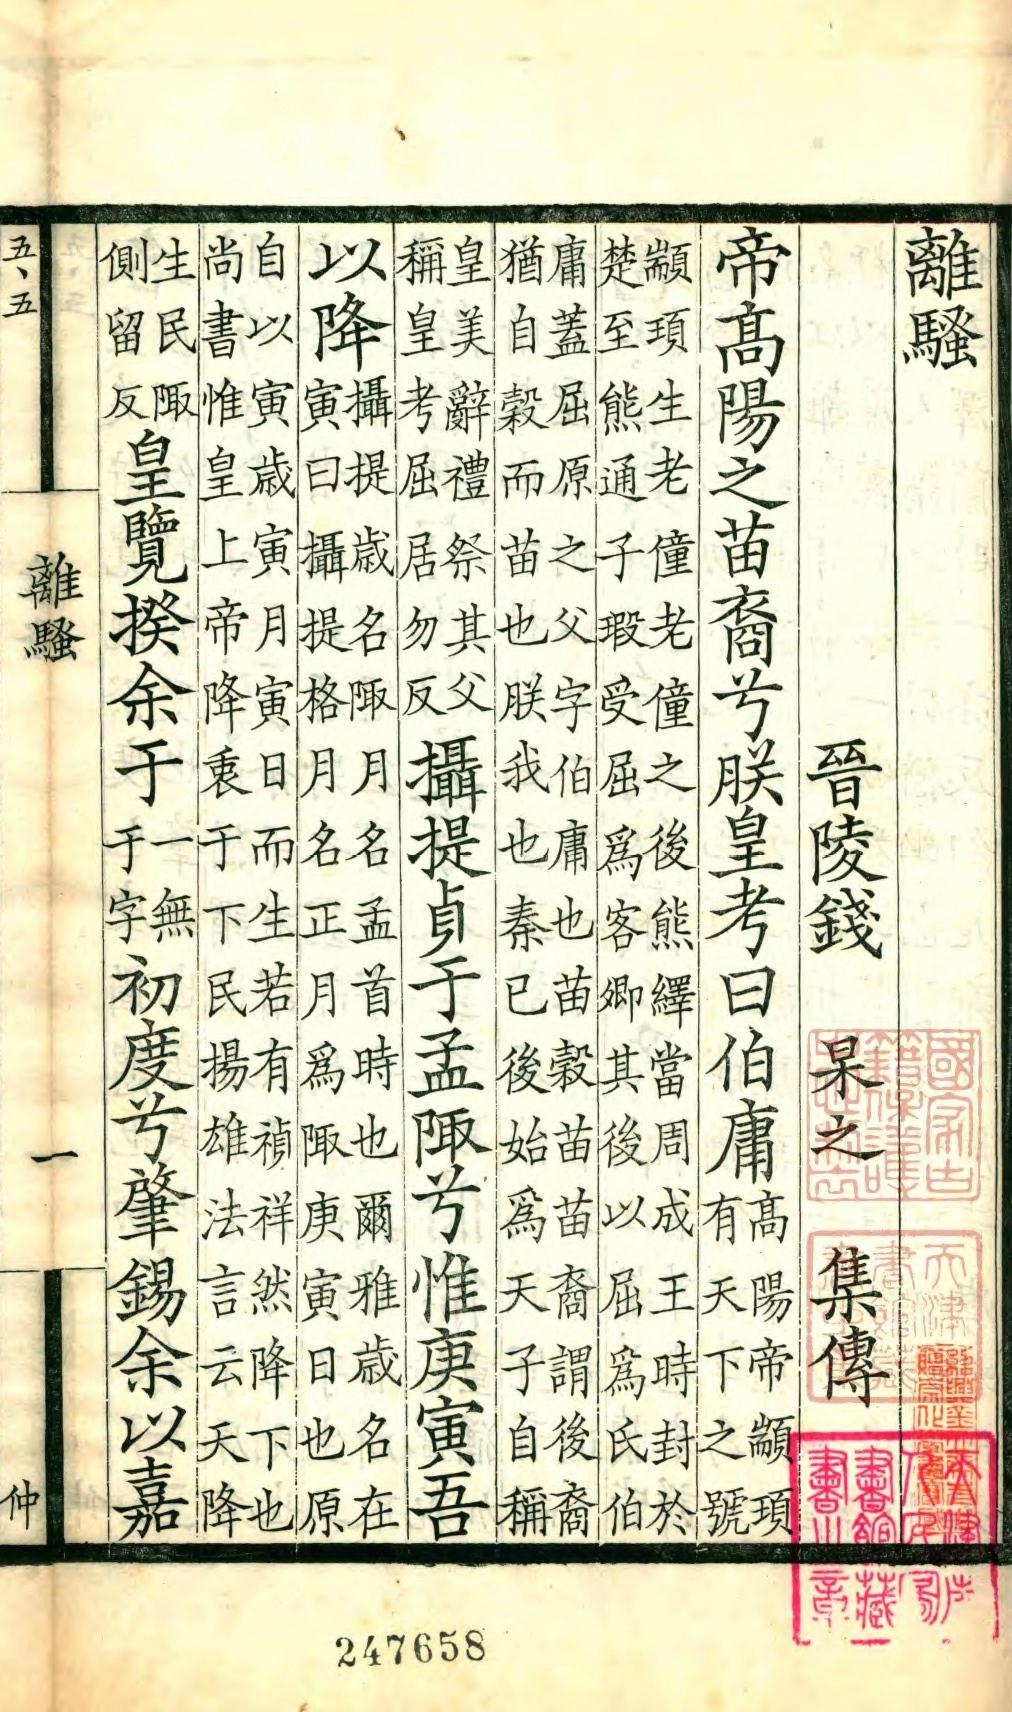 離騷
晉陵錢 杲之 集傳
帝高陽之苗裔兮朕皇考曰伯庸高陽帝顓頊有天下之號
顓頊生老僮老僮之後熊繹當周成王時封於
楚至熊通子瑕受屈爲客卿其後以屈爲氏伯
庸蓋屈原之父字伯庸也苗穀苗苗裔謂後裔
猶自穀而苗也朕我也秦已後始爲天子自稱
皇美辭禮祭其父稱皇考屈居勿反攝提貞于孟陬兮惟庚寅吾
以降攝提歲名陬月名孟首時也爾雅歲名在寅曰攝提格月名正月爲陬庚寅日也原
自以寅歲寅月寅日而生若有禎祥然降下也
尚書惟皇上帝降衷于下民揚雄法言云天降
生民陬側留反皇覽揆余于一無于字初度兮肇錫余以嘉
五、五
離騷
一
仲
247658